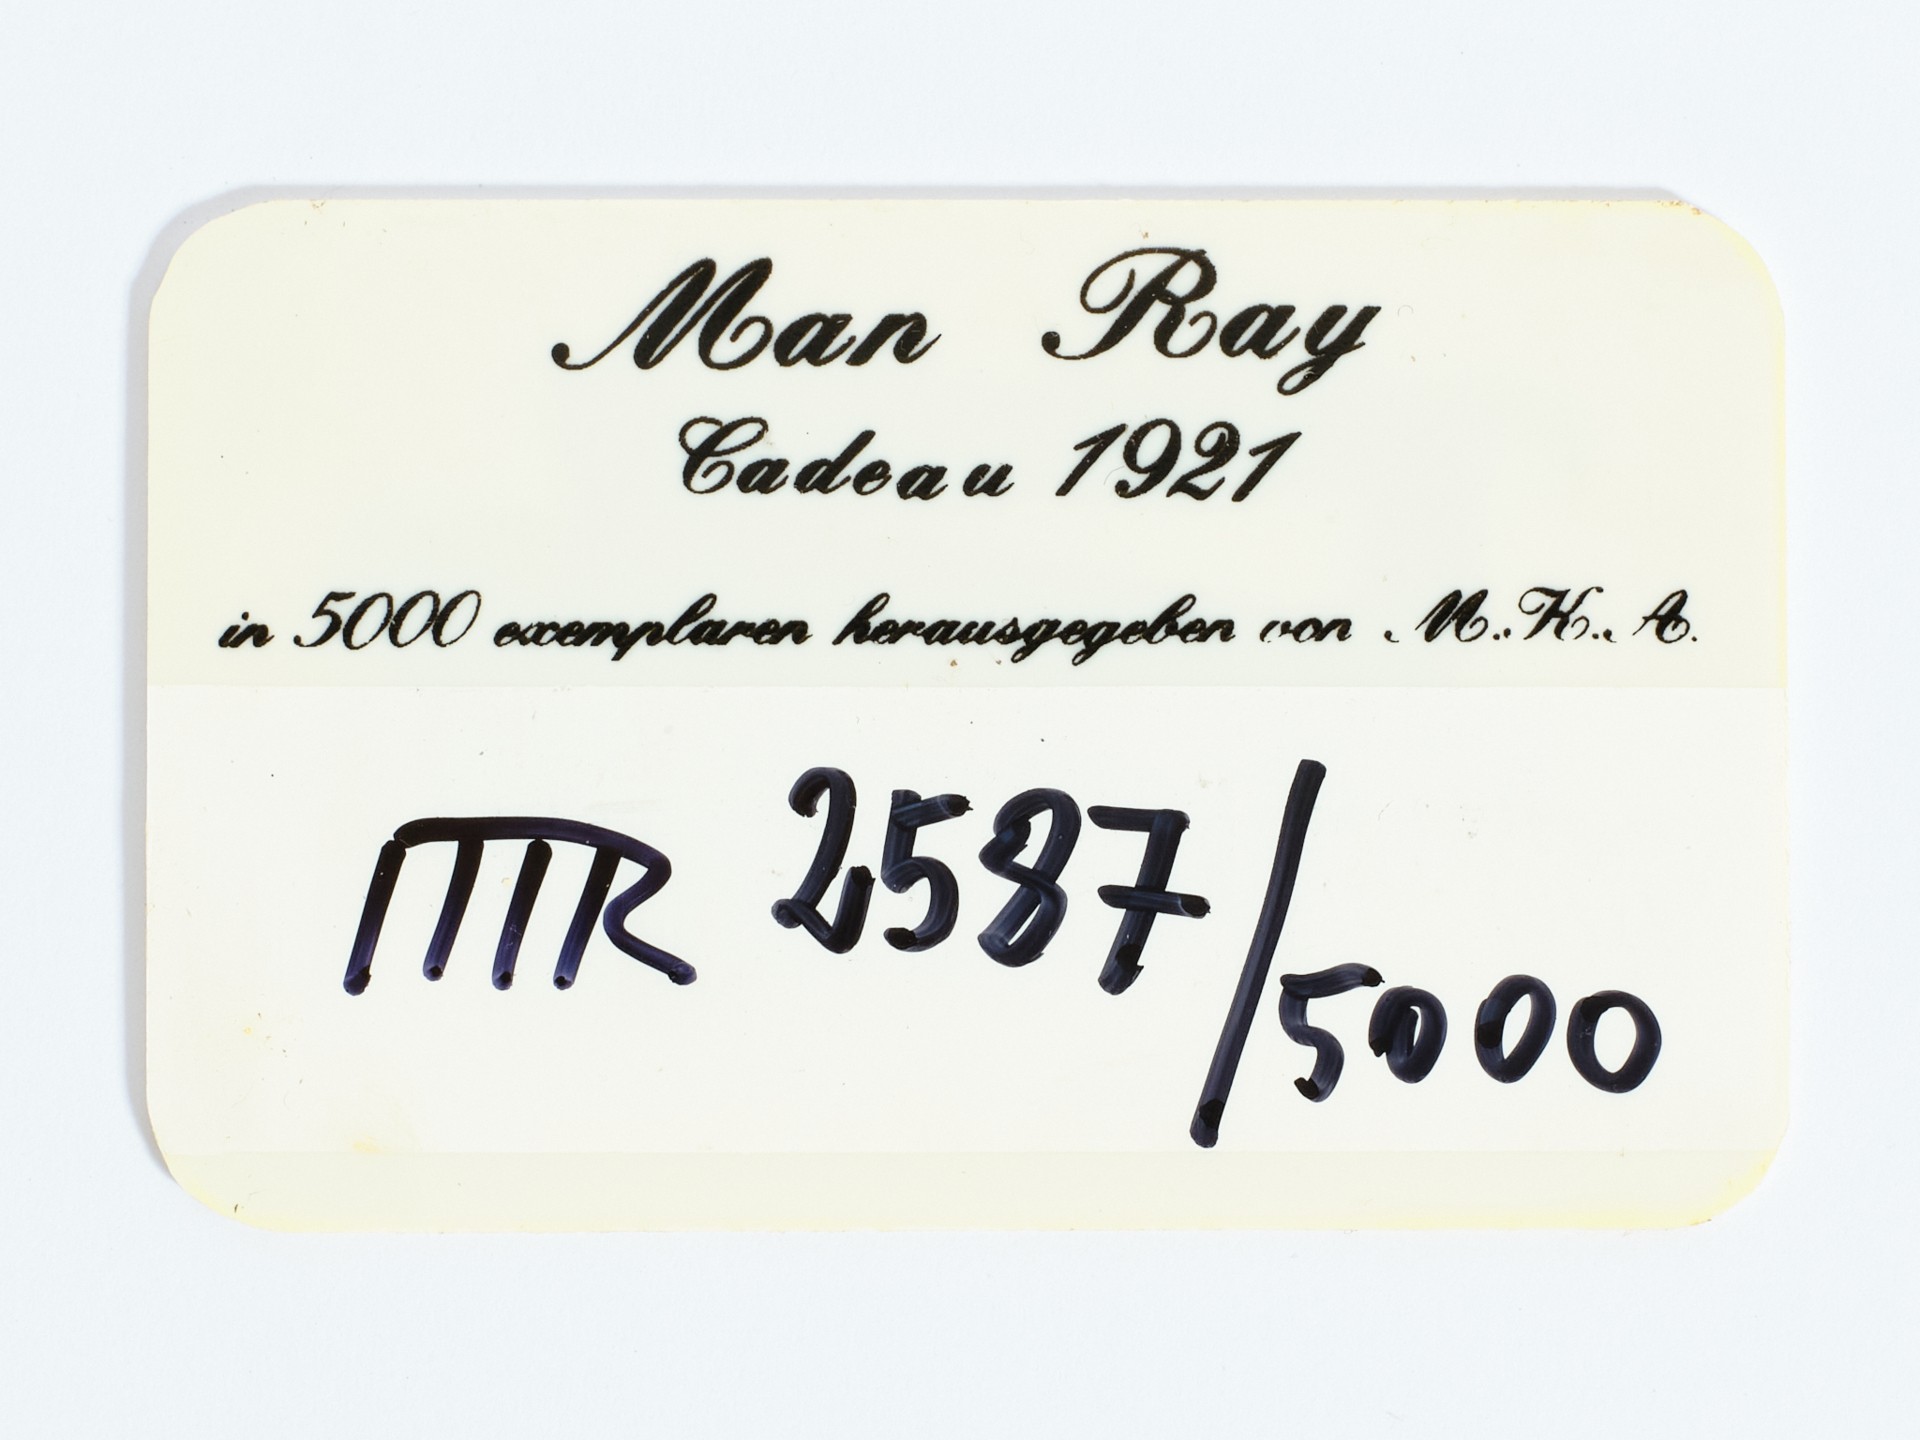 Man Ray
Cadeau 1921
in 5000 exemplaren herausgegeben von M..K..A.
MR 2587/5000